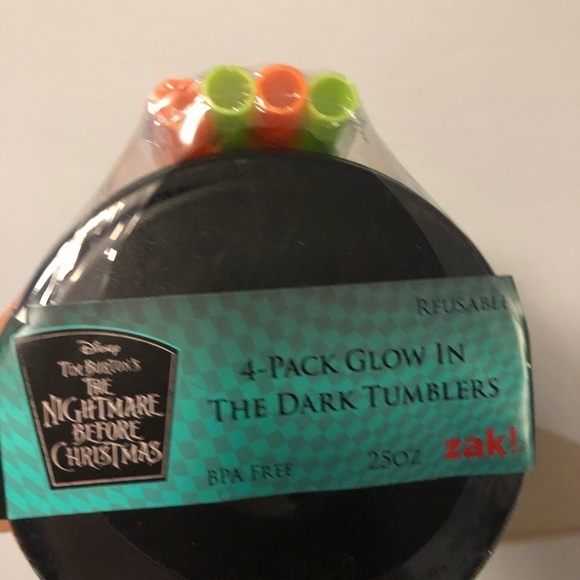 REUSABLE
Disney
TIM BURTON'S
THE
NIGHTMARE
BEFORE
CHRISTMAS
4-PACK GLOW IN
THE DARK TUMBLERS
BPA FREE
25OZ
zak!